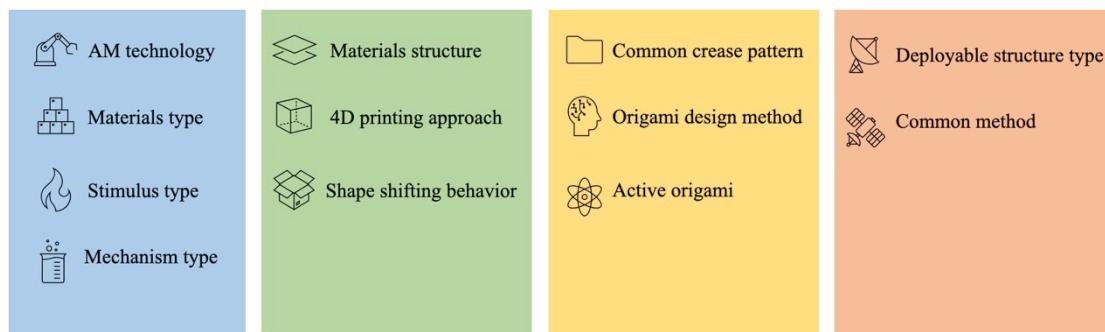 AM technology
Materials type
Stimulus type
Mechanism type
Materials structure
4D printing approach
Shape shifting behavior
Common crease pattern
Origami design method
Active origami
Deployable structure type
Common method